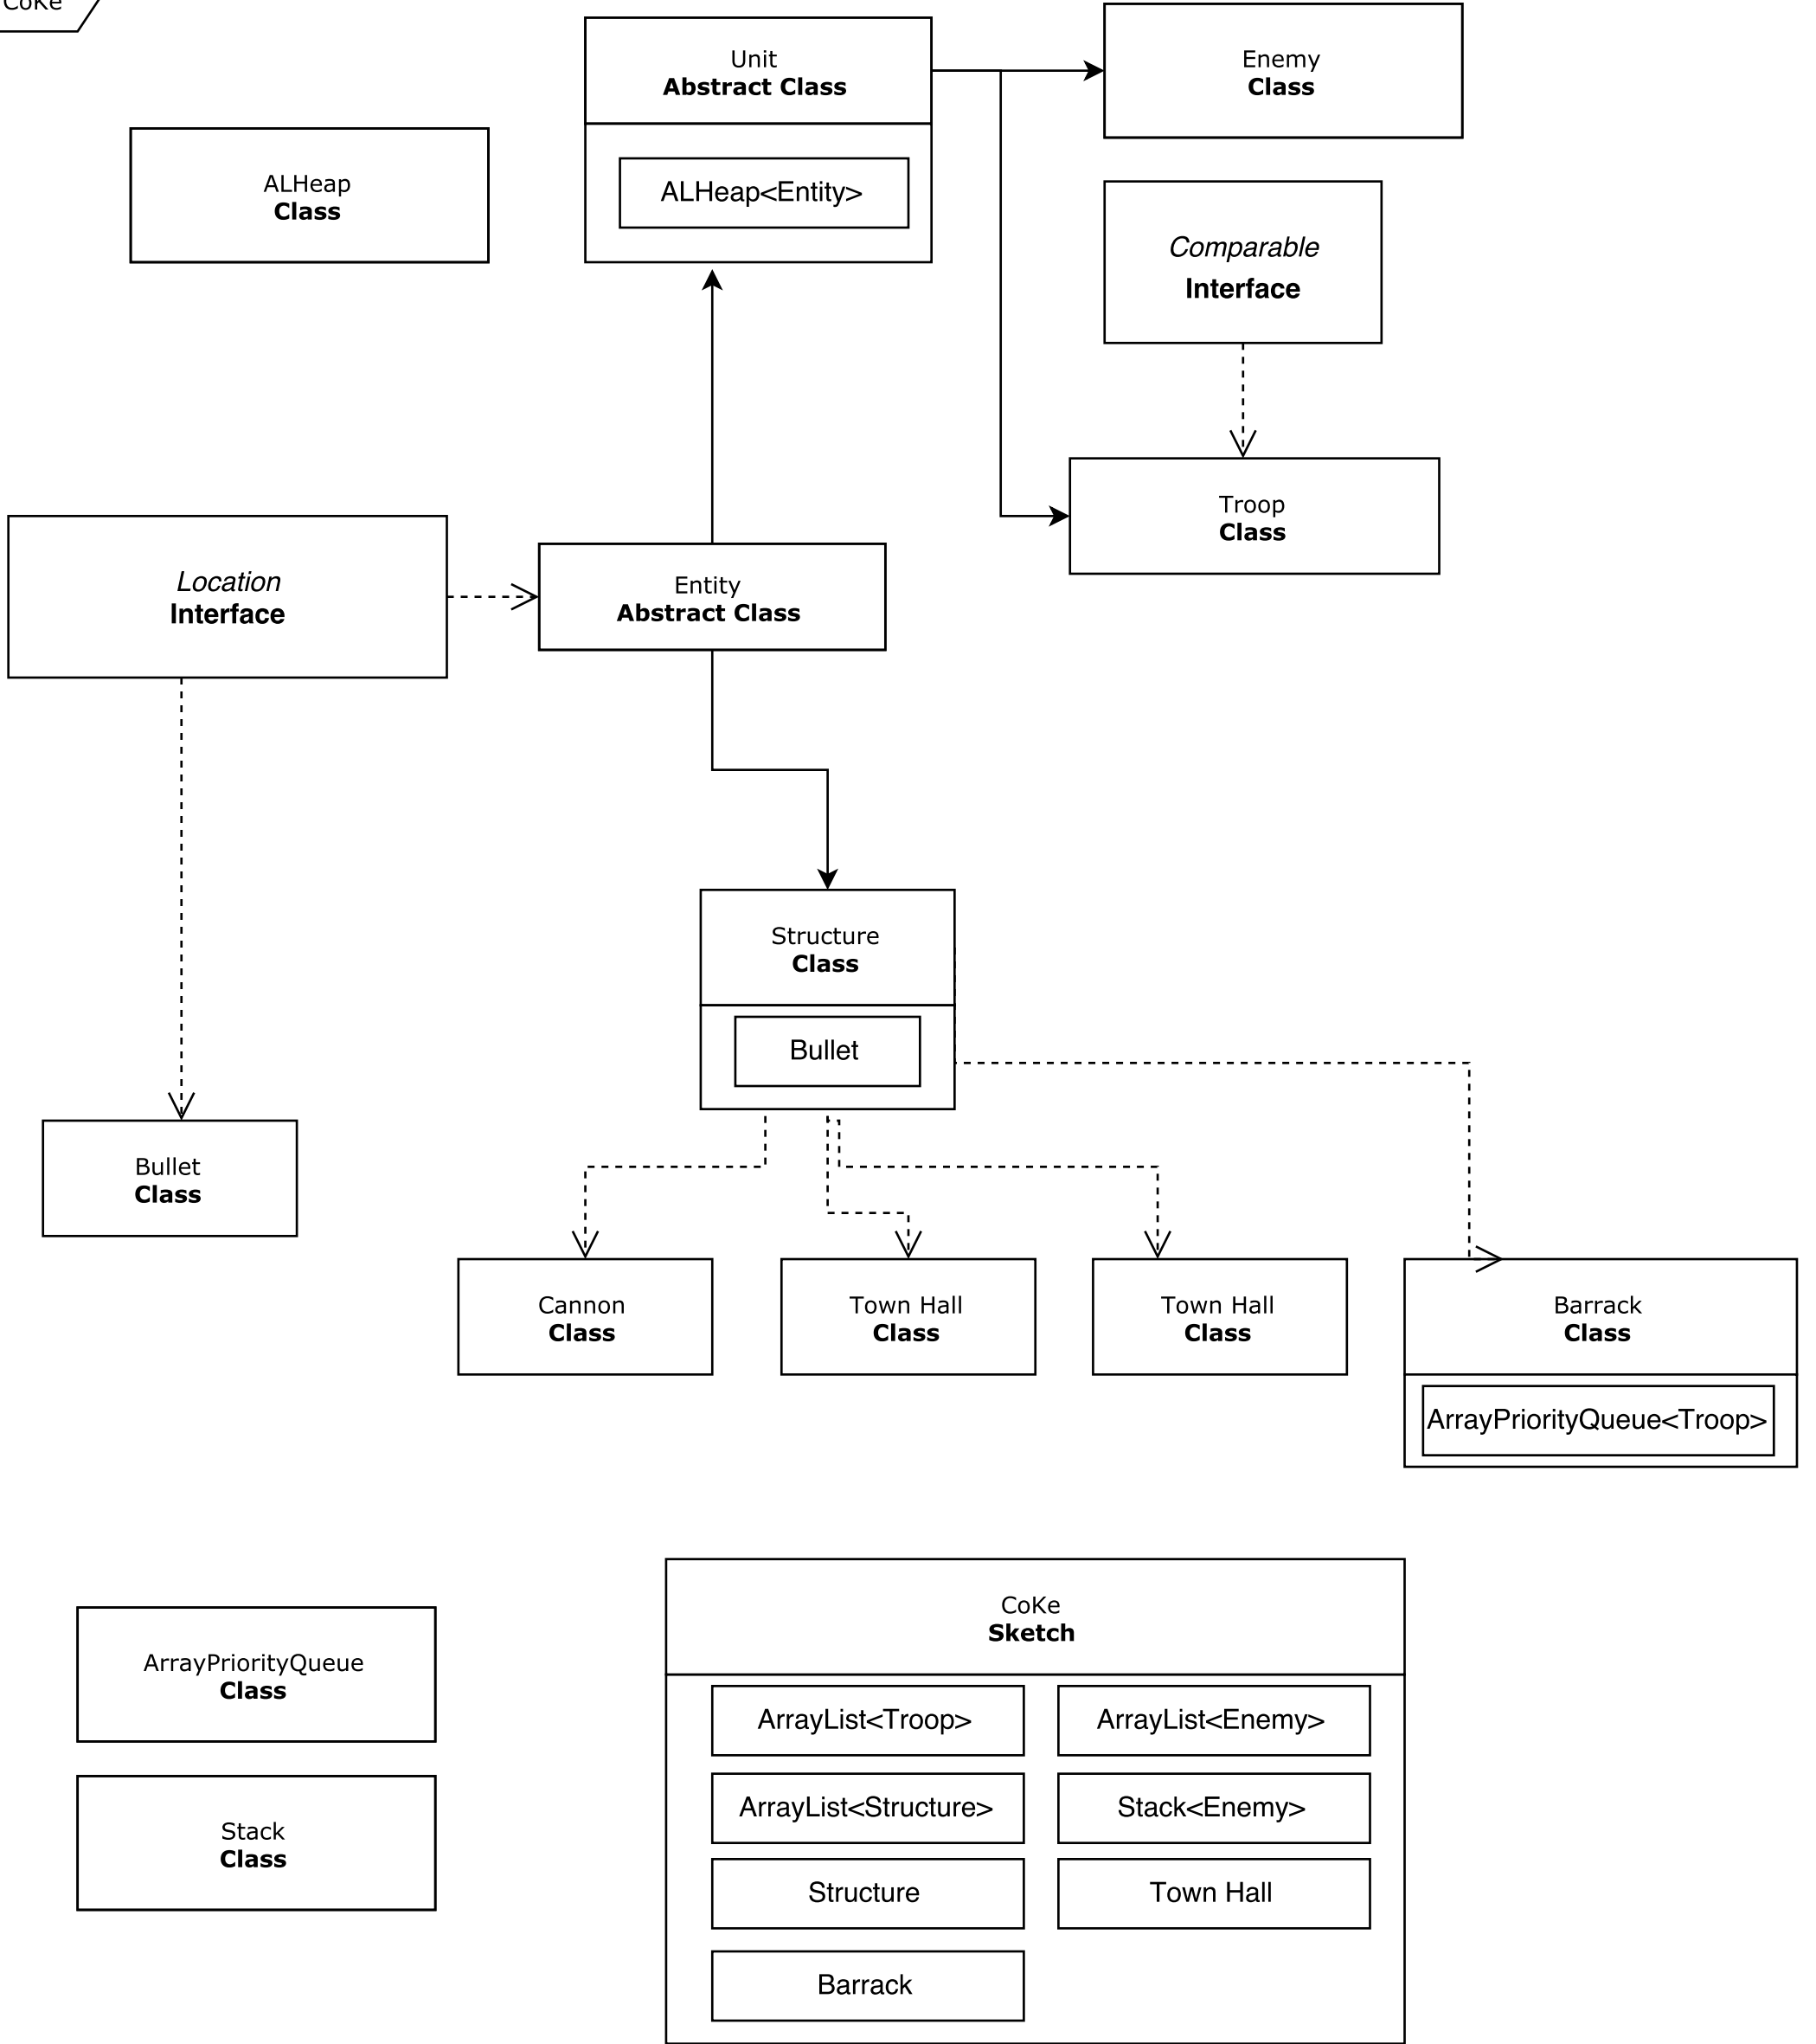 CoKe
Unit
Abstract Class
ALHeap<Entity>
Enemy
Class
ALHeap
Class
Comparable
Interface
Troop
Class
Location
Interface
Entity
Abstract Class
Structure
Class
Bullet
Bullet
Class
Cannon
Class
Town Hall
Class
Town Hall
Class
Barrack
Class
ArrayPriorityQueue<Troop>
ArrayPriorityQueue
Class
Stack
Class
CoKe
Sketch
ArrayList<Troop>
ArrayList<Enemy>
ArrayList<Structure>
Stack<Enemy>
Structure
Town Hall
Barrack